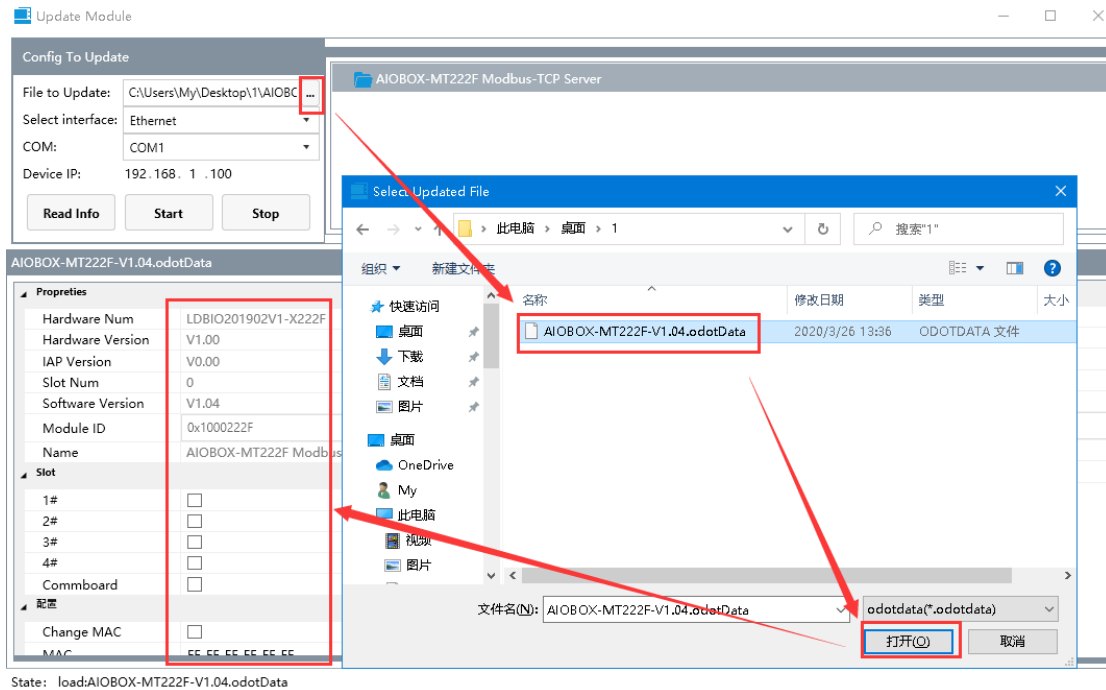 Update Module
Config To Update
File to Update: C:\Users\My\Desktop\1\AIOBC ...
Select interface: Ethernet
COM: COM1
Device IP: 192.168. 1 .100
Read Info Start Stop
AIOBOX-MT222F Modbus-TCP Server
AIOBOX-MT222F-V1.04.odotData
Propreties
Hardware Num LDBIO201902V1-X222F
Hardware Version V1.00
IAP Version V0.00
Slot Num 0
Software Version V1.04
Module ID 0x1000222F
Name AIOBOX-MT222F Modbus
Slot
1#
2#
3#
4#
Commboard
配置
Change MAC
MAC FF FF FF FF FF FF
State: load:AIOBOX-MT222F-V1.04.odotData
Select Updated File
此电脑 › 桌面 › 1
搜索"1"
组织 新建文件夹
快速访问
桌面
下载
文档
图片
桌面
OneDrive
My
此电脑
视频
图片
名称 修改日期 类型 大小
AIOBOX-MT222F-V1.04.odotData 2020/3/26 13:36 ODOTDATA 文件
文件名(N): AIOBOX-MT222F-V1.04.odotData odotdata(*.odotdata)
打开(O) 取消